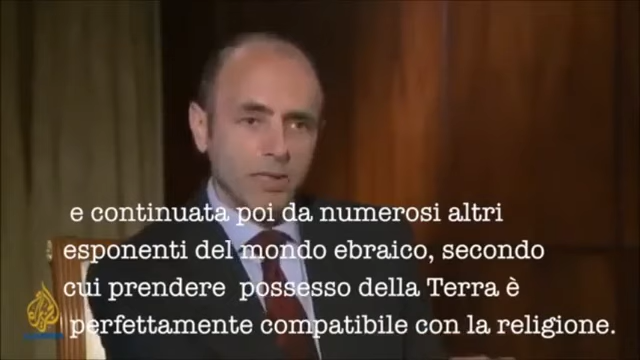 e continuata poi da numerosi altri
esponenti del mondo ebraico, secondo
cui prendere possesso della Terra è
perfettamente compatibile con la religione.